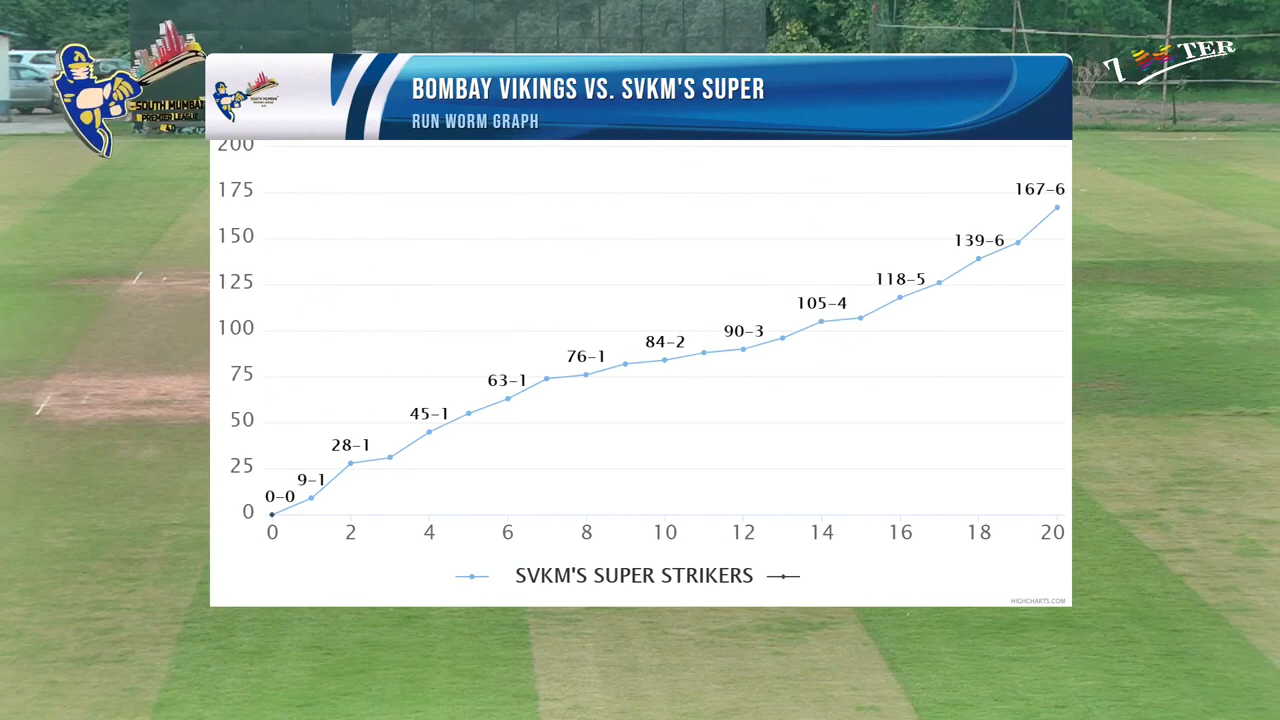 SOUTH MUMBAI
PREMIER LEAGUE
7 TER
BOMBAY VIKINGS VS. SVKM'S SUPER
RUN WORM GRAPH
200
175
150
125
100
75
50
25
0
0-0
9-1
28-1
45-1
63-1
76-1
84-2
90-3
105-4
118-5
139-6
167-6
0 2 4 6 8 10 12 14 16 18 20
SVKM'S SUPER STRIKERS
HIGHCHARTS.COM